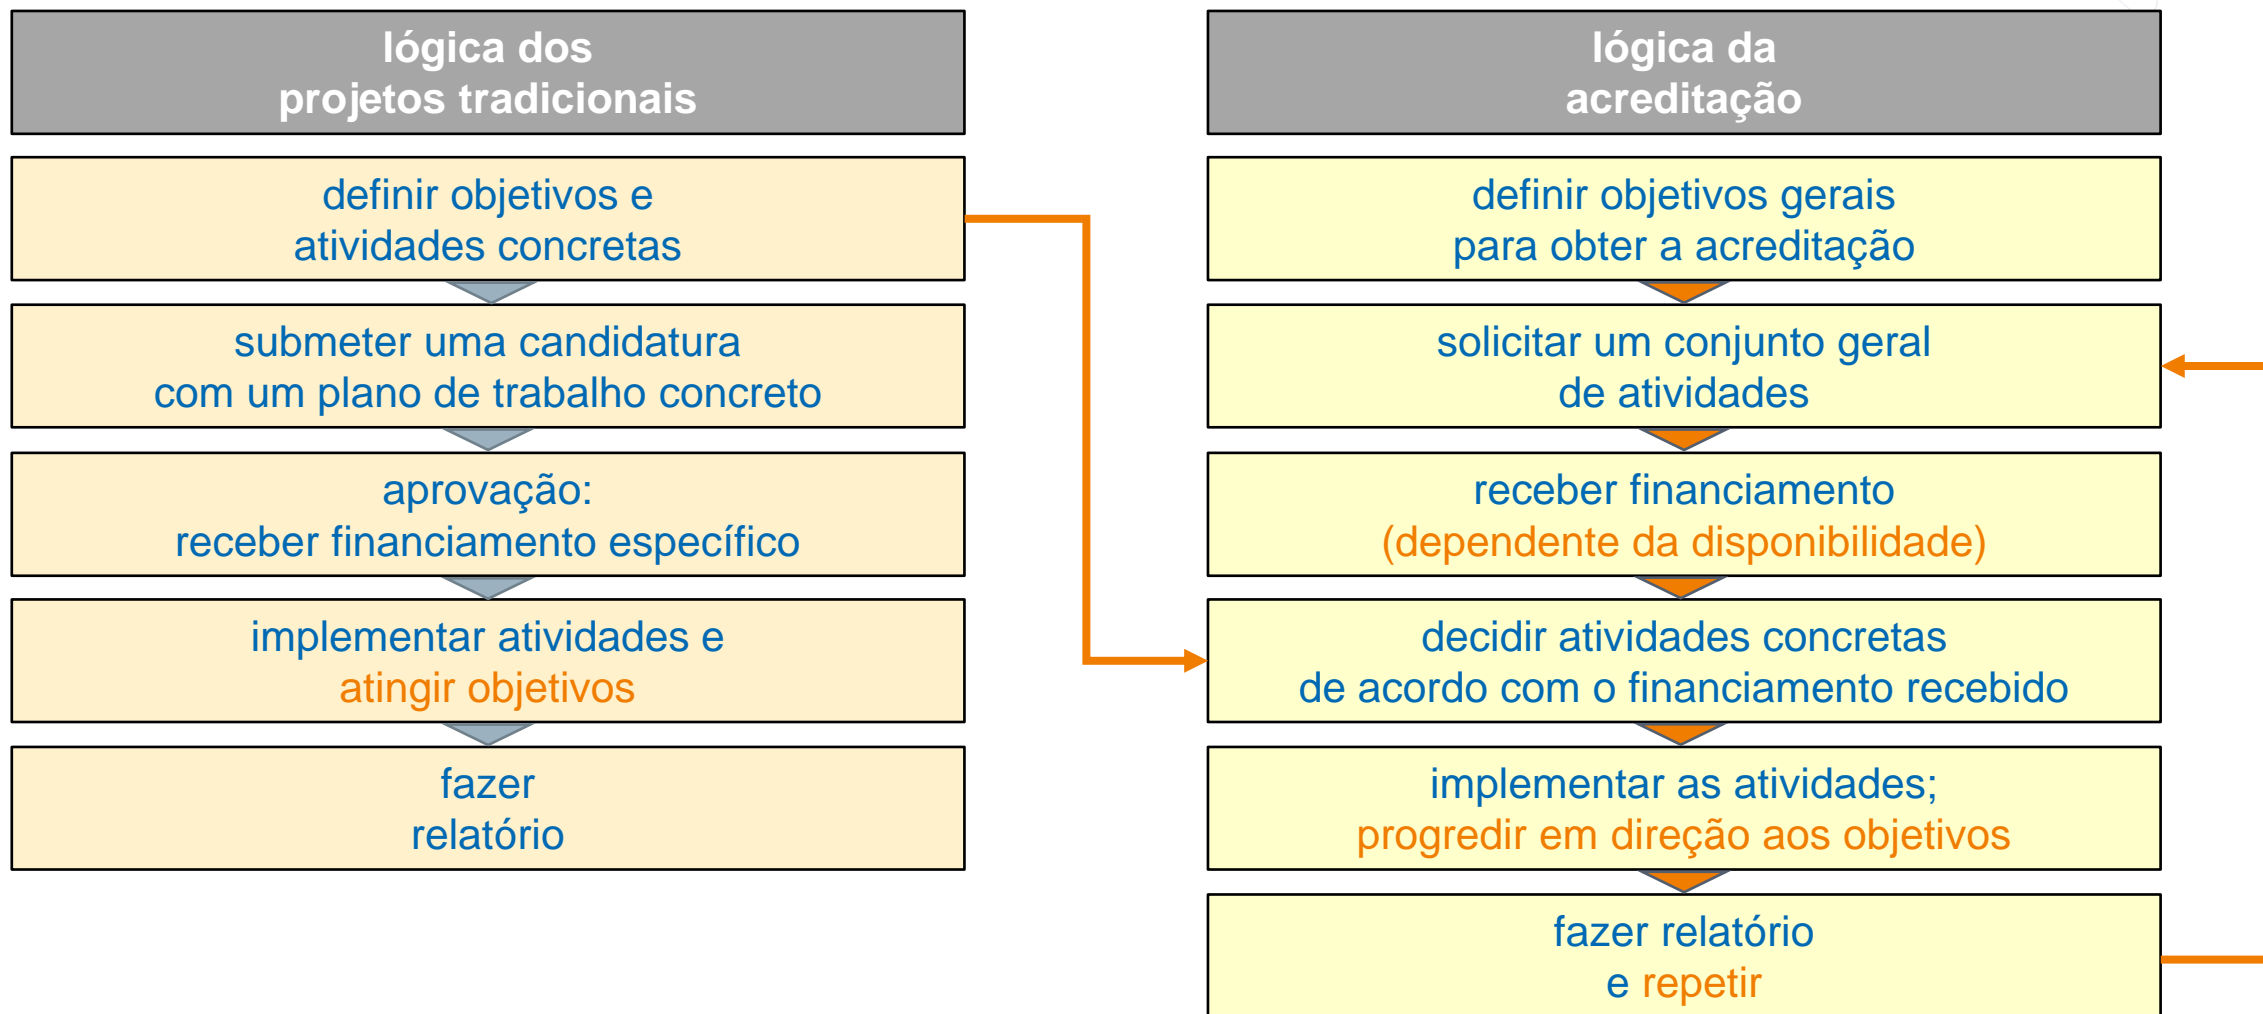 lógica dos
projetos tradicionais
definir objetivos e
atividades concretas
submeter uma candidatura
com um plano de trabalho concreto
aprovação:
receber financiamento específico
implementar atividades e
atingir objetivos
fazer
relatório
lógica da
acreditação
definir objetivos gerais
para obter a acreditação
solicitar um conjunto geral
de atividades
receber financiamento
(dependente da disponibilidade)
decidir atividades concretas
de acordo com o financiamento recebido
implementar as atividades;
progredir em direção aos objetivos
fazer relatório
e repetir